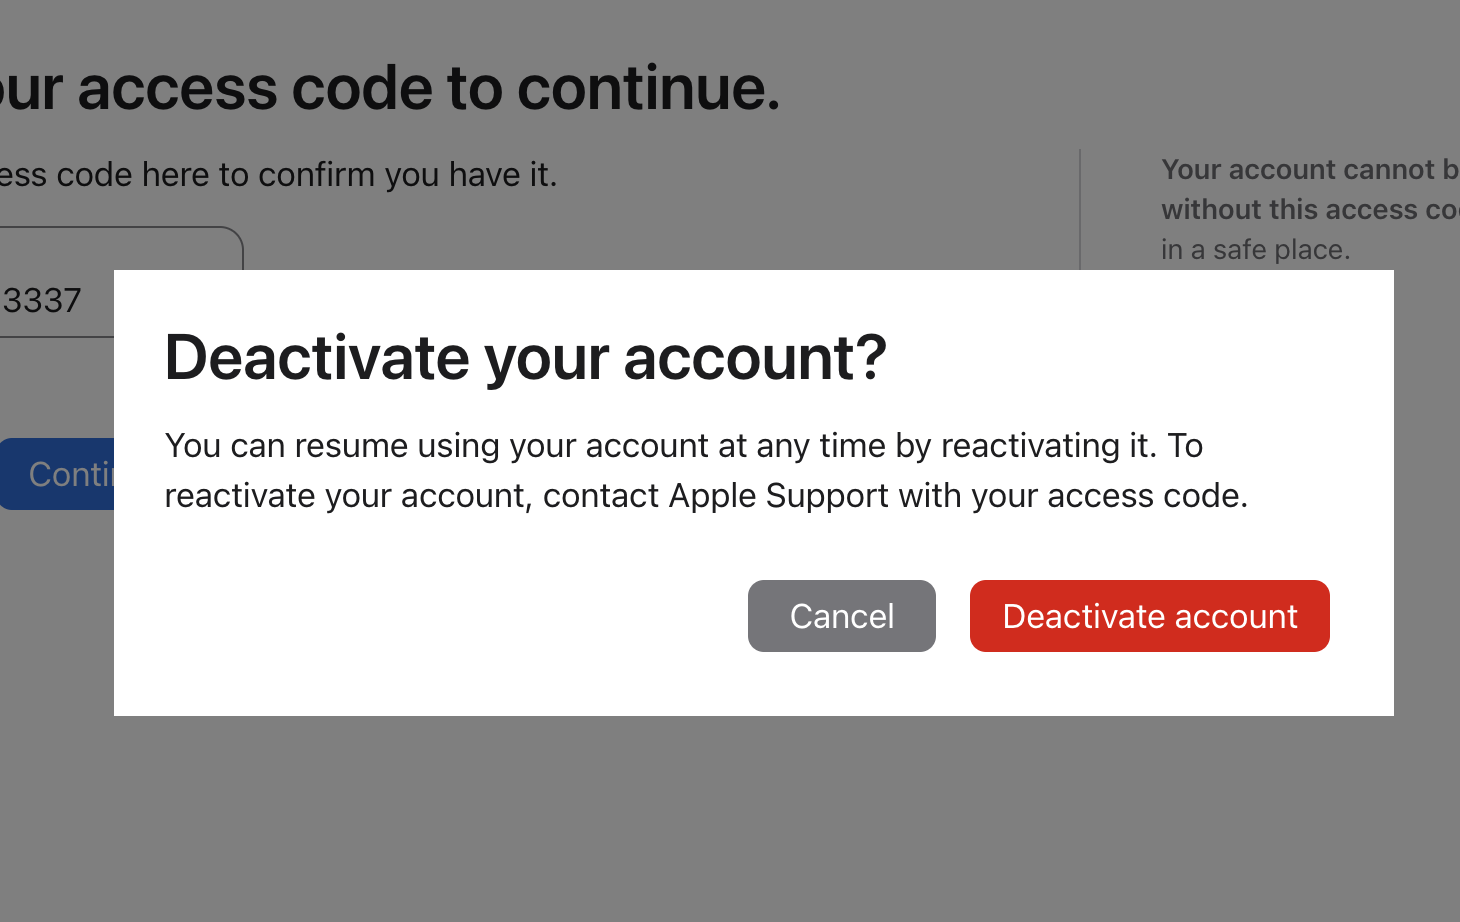 our access code to continue.
ess code here to confirm you have it.
Your account cannot b
without this access co
in a safe place.
3337
Deactivate your account?
You can resume using your account at any time by reactivating it. To
reactivate your account, contact Apple Support with your access code.
Conti
Cancel
Deactivate account